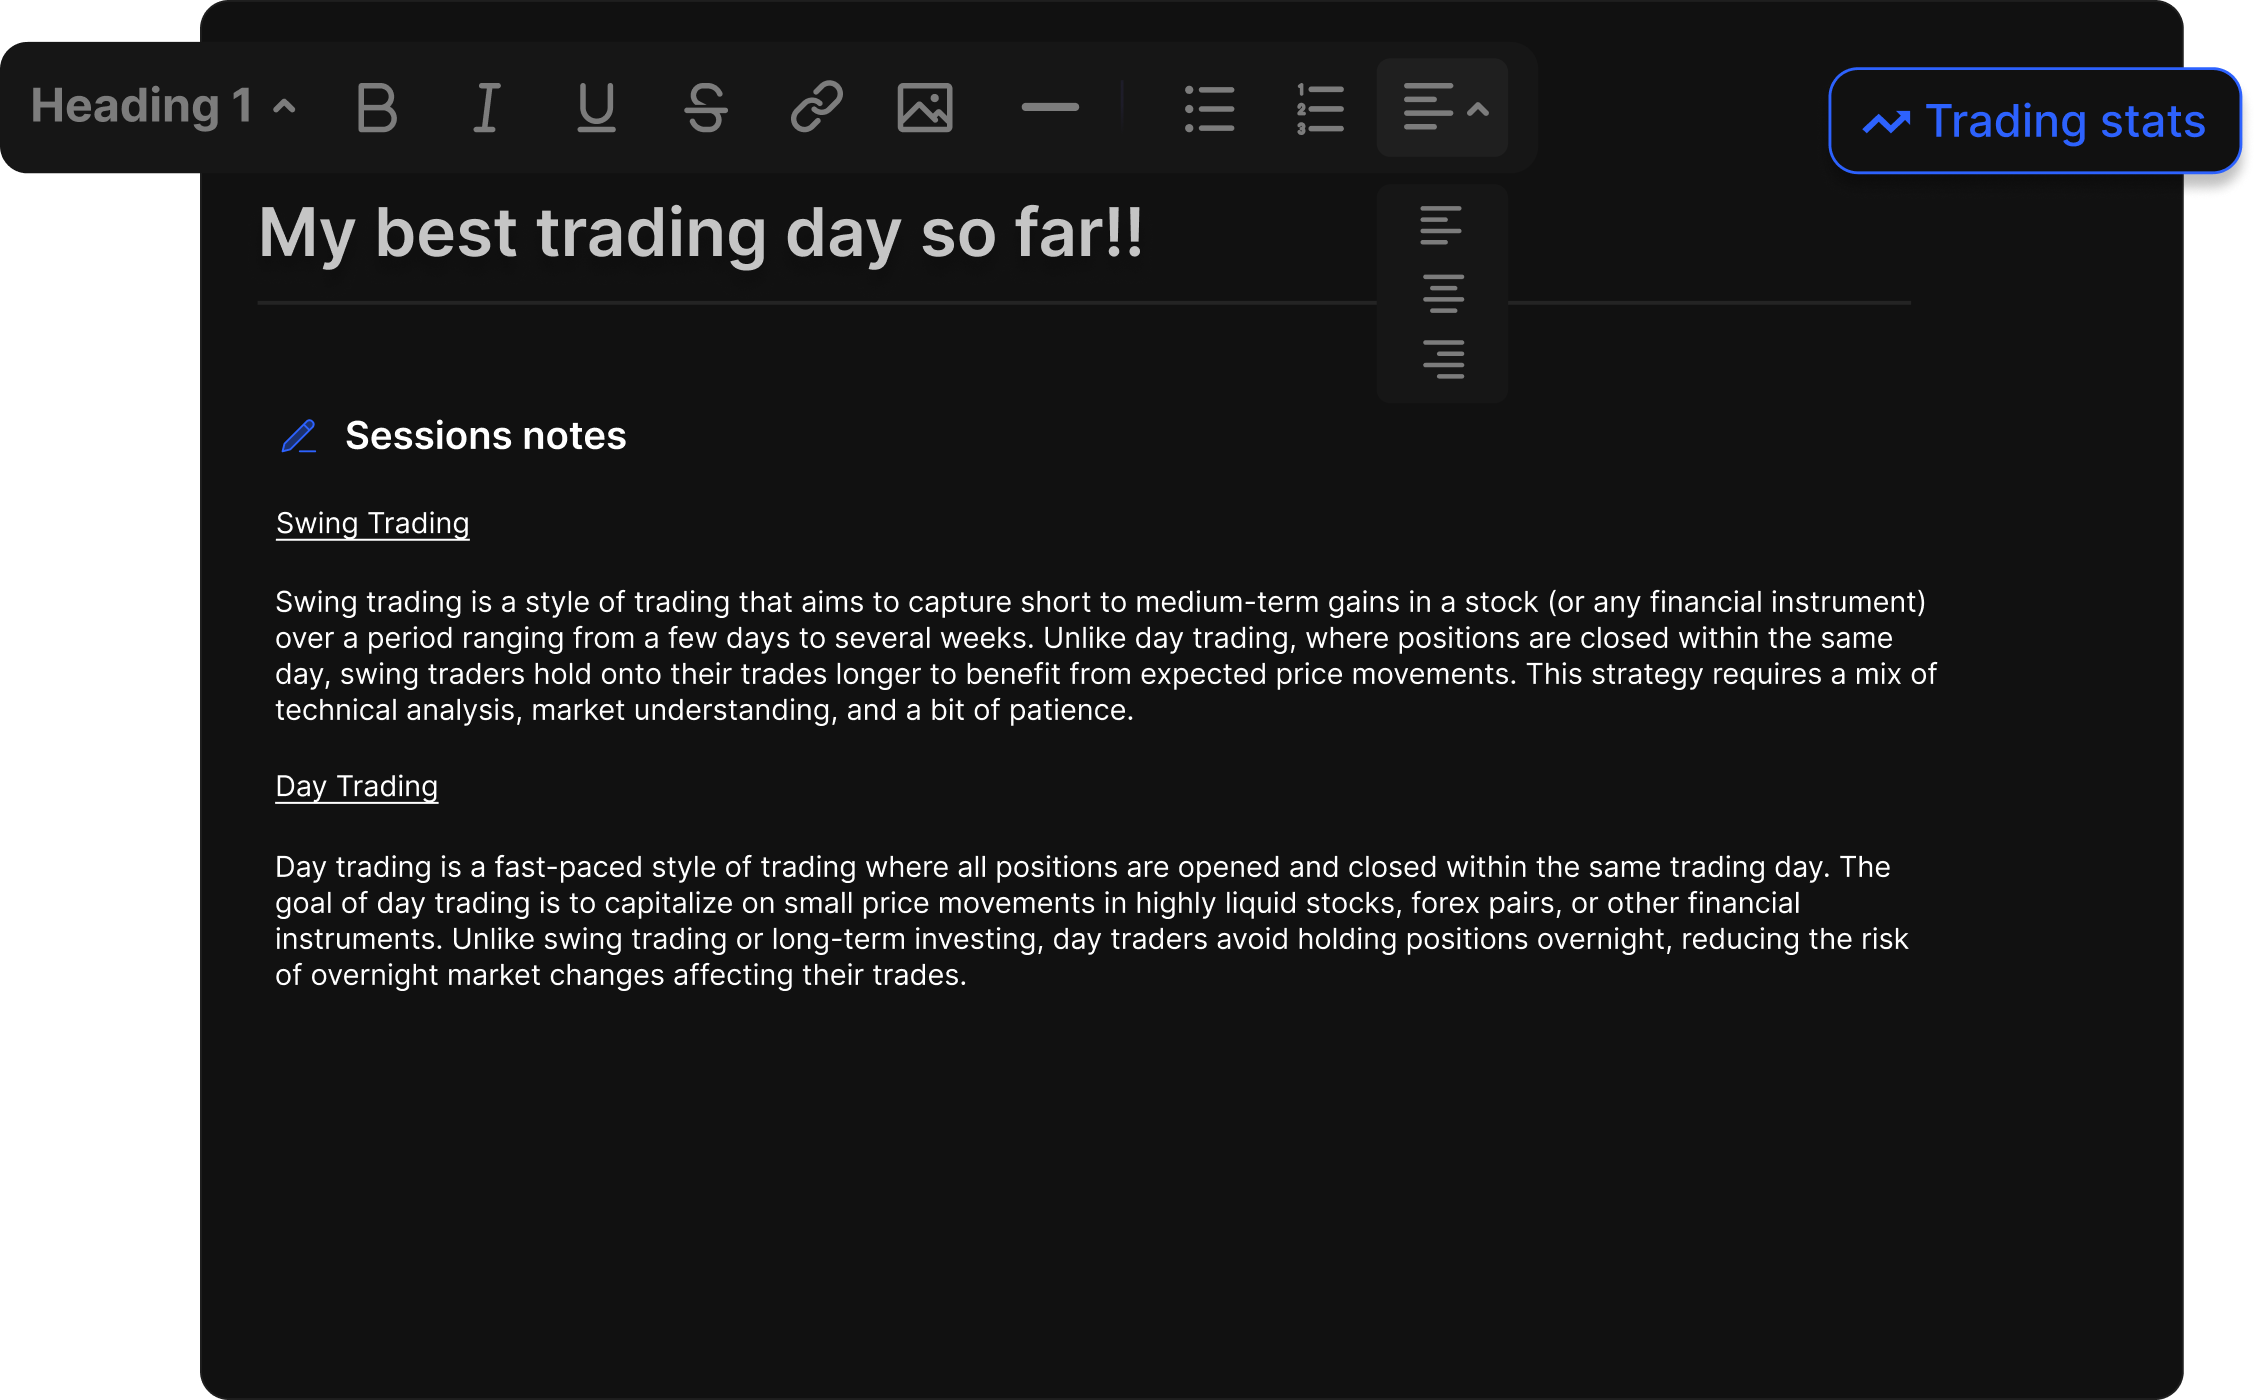 Heading 1
Trading stats
My best trading day so far!!
Sessions notes
Swing Trading
Swing trading is a style of trading that aims to capture short to medium-term gains in a stock (or any financial instrument)
over a period ranging from a few days to several weeks. Unlike day trading, where positions are closed within the same
day, swing traders hold onto their trades longer to benefit from expected price movements. This strategy requires a mix of
technical analysis, market understanding, and a bit of patience.
Day Trading
Day trading is a fast-paced style of trading where all positions are opened and closed within the same trading day. The
goal of day trading is to capitalize on small price movements in highly liquid stocks, forex pairs, or other financial
instruments. Unlike swing trading or long-term investing, day traders avoid holding positions overnight, reducing the risk
of overnight market changes affecting their trades.